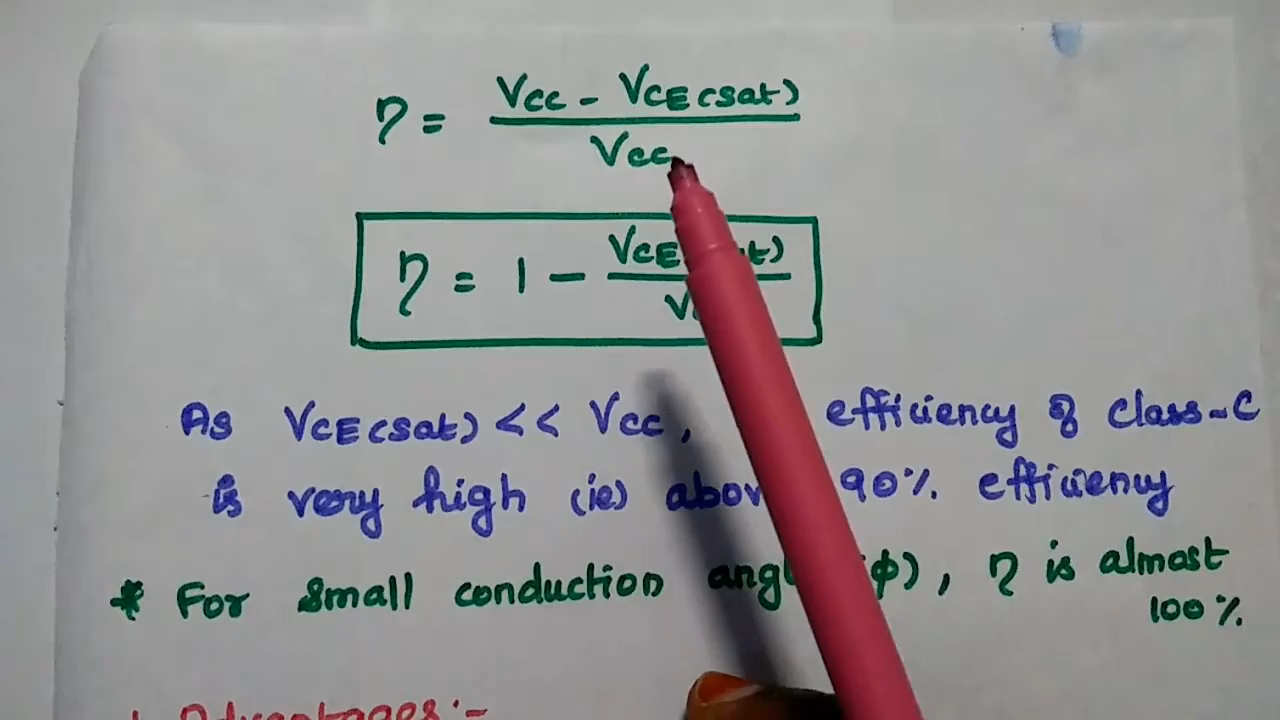 η = Vcc - VCE(sat) / Vcc
η = 1 -
As VCE(sat) << Vcc, efficiency of Class-C
is very high (ie) 90% efficiency
* For small conduction φ), η is almost
100%
Advantages:-